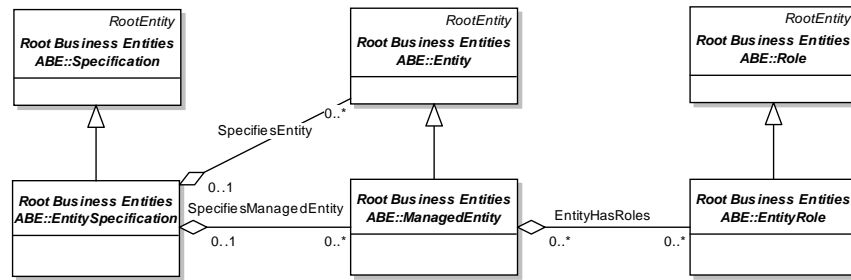 RootEntity
Root Business Entities
ABE::Specification
RootEntity
Root Business Entities
ABE::Entity
RootEntity
Root Business Entities
ABE::Role
SpecifiesEntity
0..*
0..1
Root Business Entities
ABE::EntitySpecification
SpecifiesManagedEntity
0..1
0..*
Root Business Entities
ABE::ManagedEntity
EntityHasRoles
0..*
0..*
Root Business Entities
ABE::EntityRole